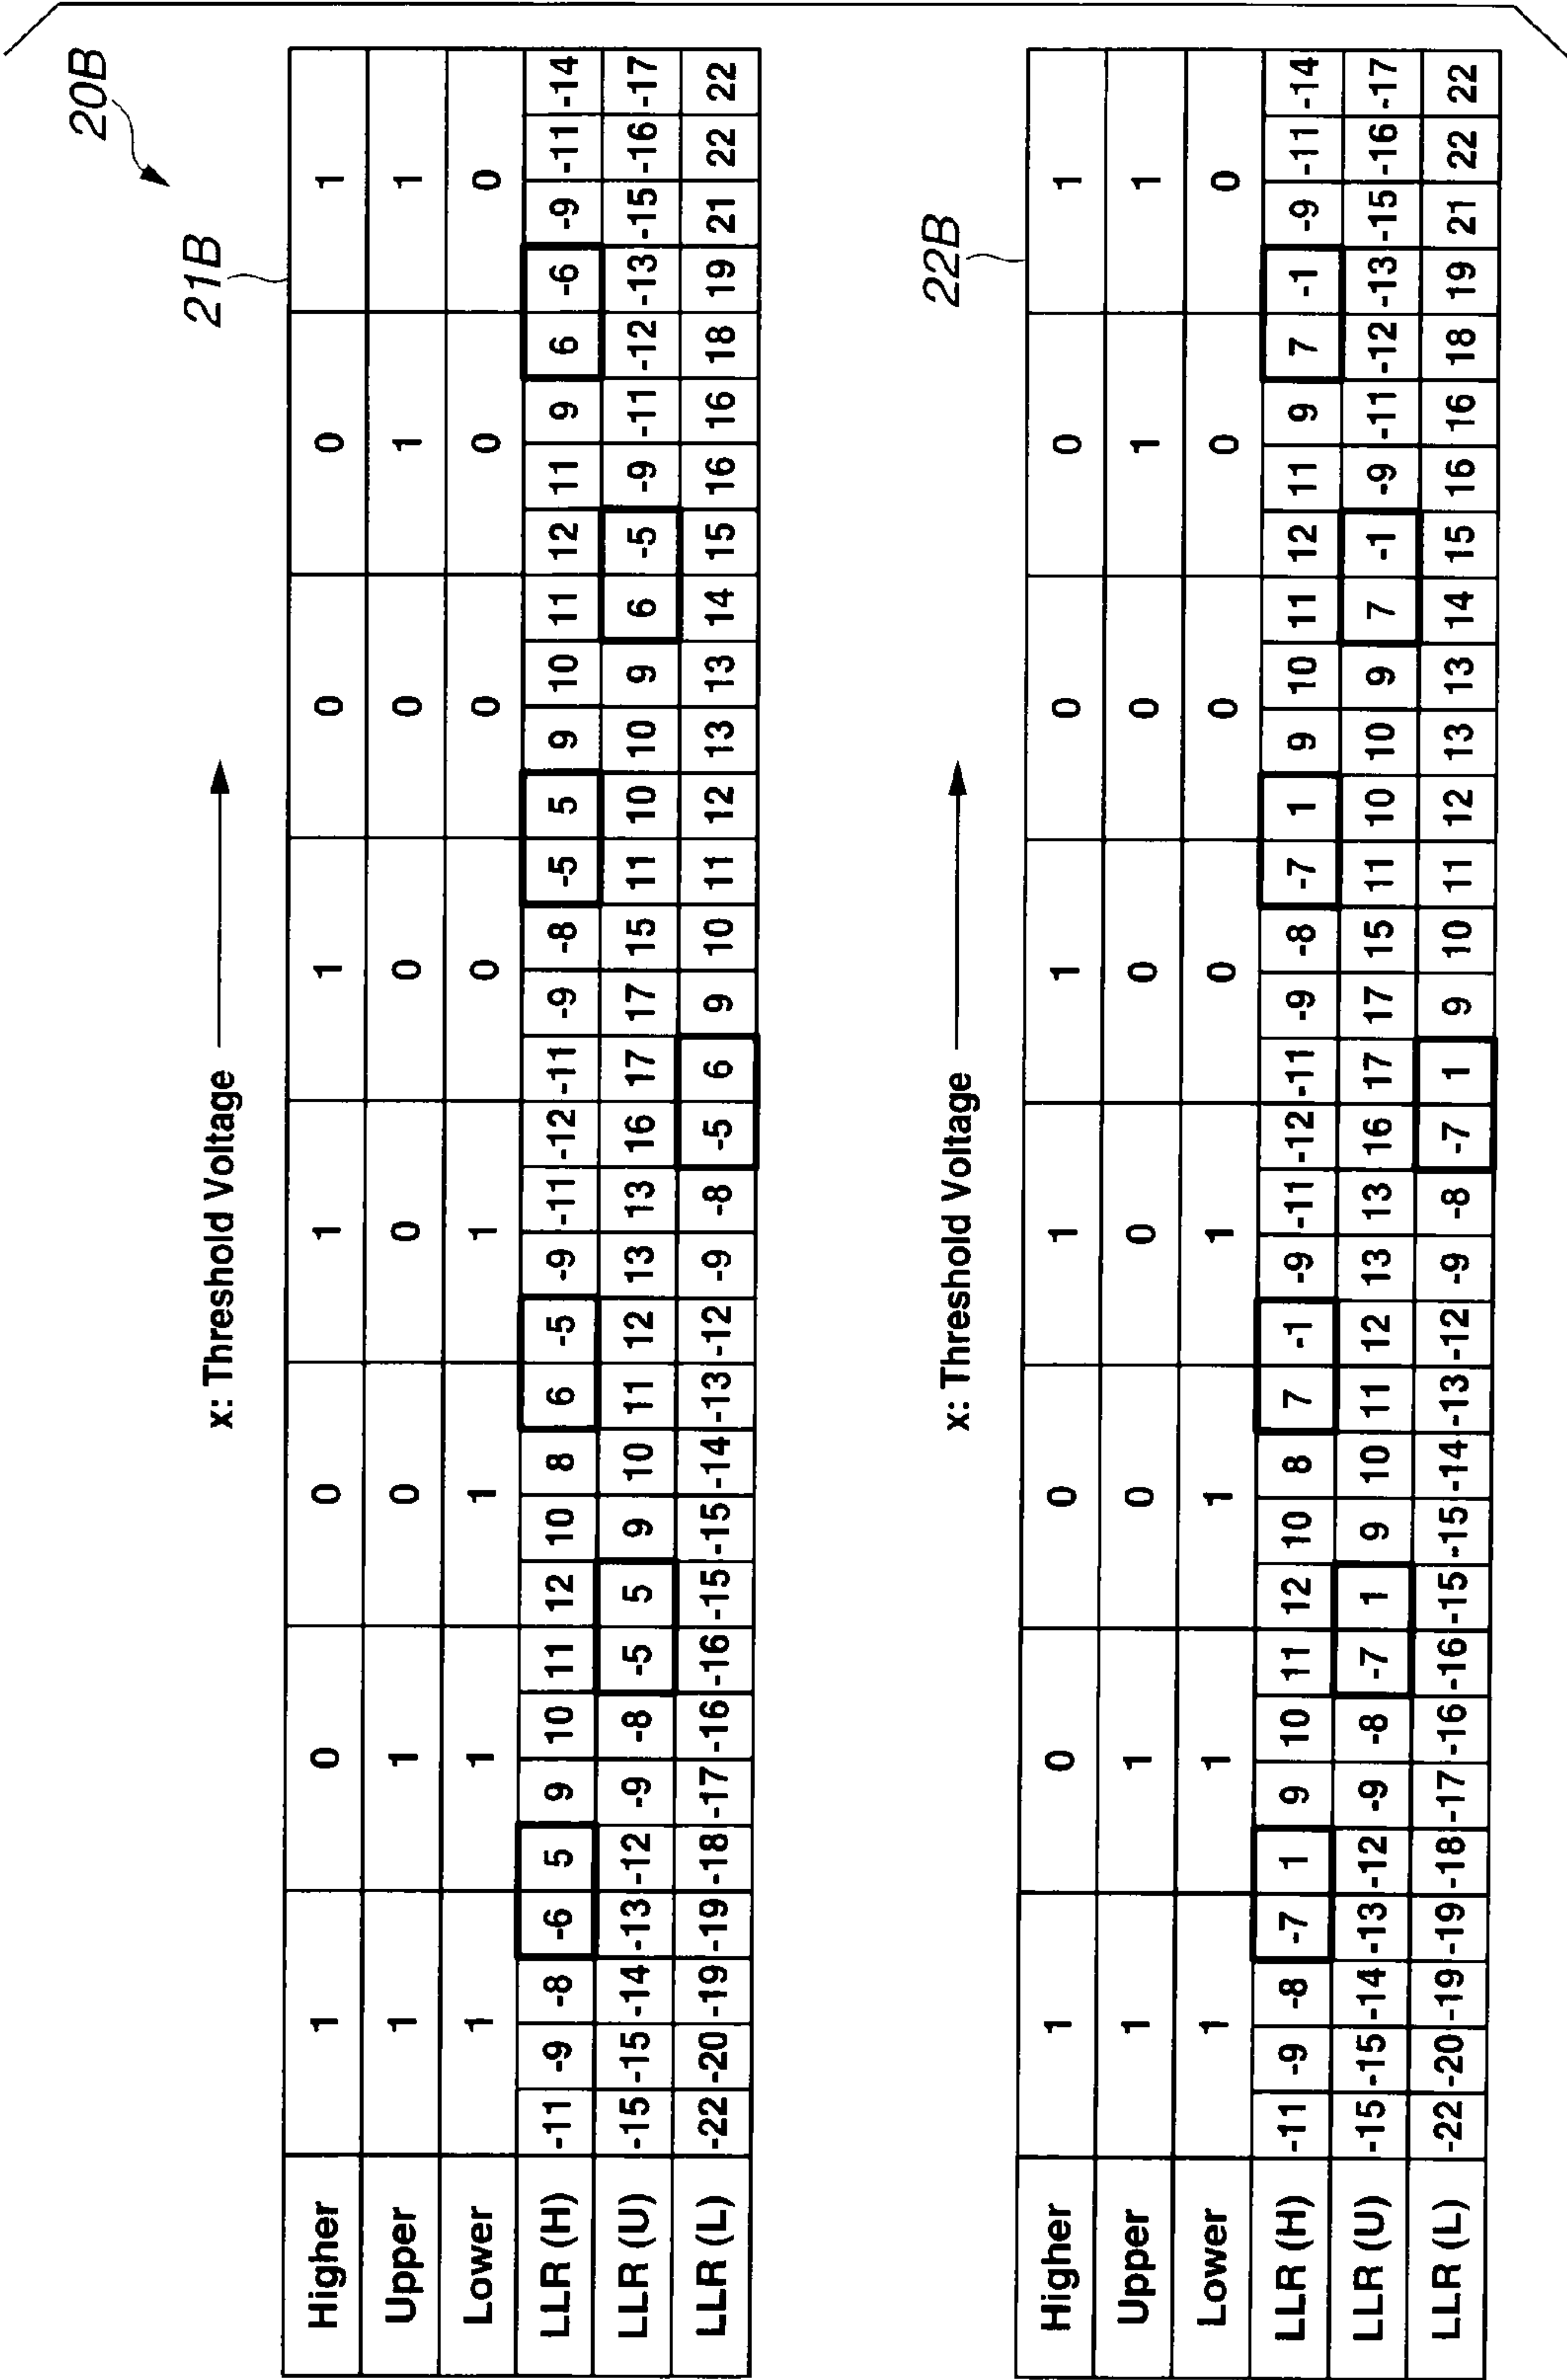 20B
21B
x: Threshold Voltage
Higher 1 0 0 1 1 0 0 1
Upper 1 1 0 0 0 0 1 1
Lower 1 1 1 1 0 0 0 0
LLR (H) -11 -9 -8 -6 5 9 10 11 12 10 8 6 -5 -9 -11 -12 -11 -9 -8 -5 5 9 10 11 12 11 9 6 -6 -9 -11 -14
LLR (U) -15 -15 -14 -13 -12 -9 -8 -5 5 9 10 11 12 13 13 16 17 17 15 11 10 10 9 6 -5 -9 -11 -12 -13 -15 -16 -17
LLR (L) -22 -20 -19 -19 -18 -17 -16 -16 -15 -15 -14 -13 -12 -9 -8 -5 6 9 10 11 12 13 13 14 15 16 16 18 19 21 22 22
22B
x: Threshold Voltage
Higher 1 0 0 1 1 0 0 1
Upper 1 1 0 0 0 0 1 1
Lower 1 1 1 1 0 0 0 0
LLR (H) -11 -9 -8 -7 1 9 10 11 12 10 8 7 -1 -9 -11 -12 -11 -9 -8 -7 1 9 10 11 12 11 9 7 -1 -9 -11 -14
LLR (U) -15 -15 -14 -13 -12 -9 -8 -7 1 9 10 11 12 13 13 16 17 17 15 11 10 10 9 7 -1 -9 -11 -12 -13 -15 -16 -17
LLR (L) -22 -20 -19 -19 -18 -17 -16 -16 -15 -15 -14 -13 -12 -9 -8 -7 1 9 10 11 12 13 13 14 15 16 16 18 19 21 22 22